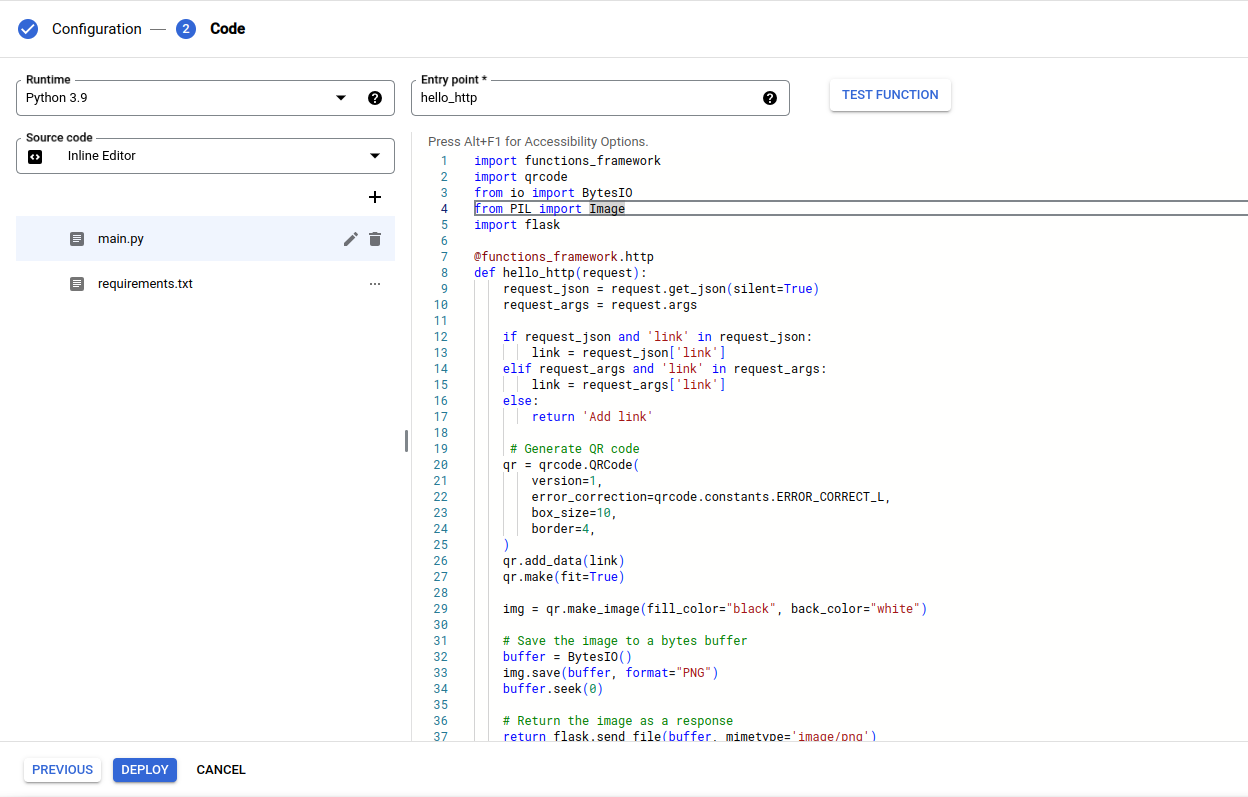 Configuration — 2 Code
Runtime
Python 3.9
Entry point *
hello_http
TEST FUNCTION
Source code
Inline Editor
main.py
requirements.txt
Press Alt+F1 for Accessibility Options.
1 import functions_framework
2 import qrcode
3 from io import BytesIO
4 from PIL import Image
5 import flask
6
7 @functions_framework.http
8 def hello_http(request):
9     request_json = request.get_json(silent=True)
10     request_args = request.args
11
12     if request_json and 'link' in request_json:
13         link = request_json['link']
14     elif request_args and 'link' in request_args:
15         link = request_args['link']
16     else:
17         return 'Add link'
18
19      # Generate QR code
20     qr = qrcode.QRCode(
21         version=1,
22         error_correction=qrcode.constants.ERROR_CORRECT_L,
23         box_size=10,
24         border=4,
25     )
26     qr.add_data(link)
27     qr.make(fit=True)
28
29     img = qr.make_image(fill_color="black", back_color="white")
30
31     # Save the image to a bytes buffer
32     buffer = BytesIO()
33     img.save(buffer, format="PNG")
34     buffer.seek(0)
35
36     # Return the image as a response
37     return flask.send_file(buffer, mimetype='image/png')
PREVIOUS
DEPLOY
CANCEL